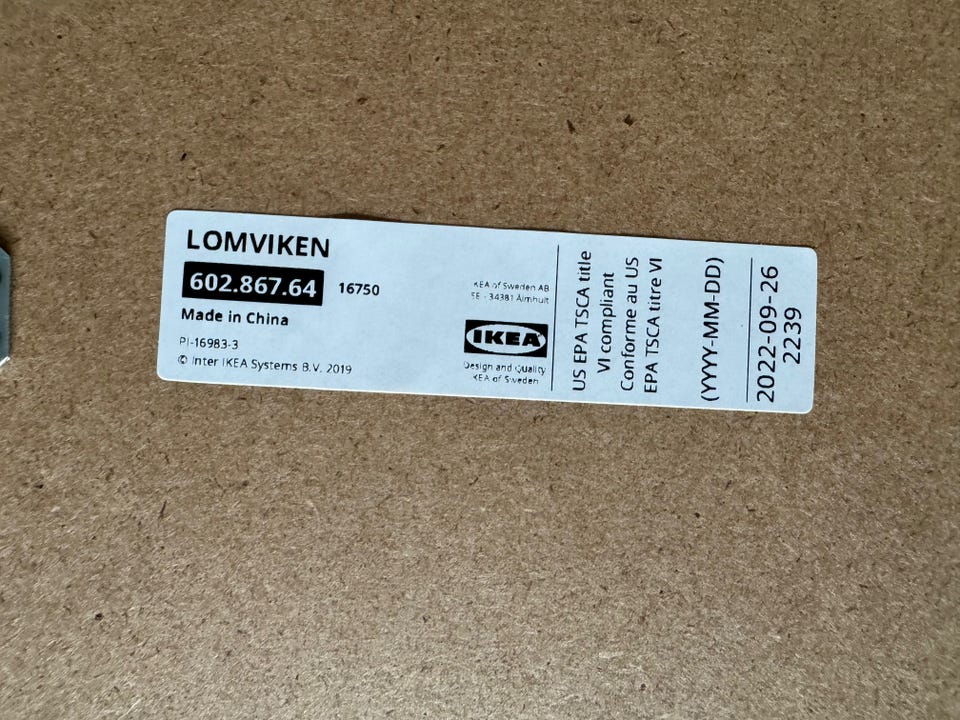 LOMVIKEN
602.867.64 16750
Made in China
PI-16983-3
© Inter IKEA Systems B.V. 2019
IKEA of Sweden AB
SE - 34381 Älmhult
IKEA
Design and Quality
IKEA of Sweden
US EPA TSCA title
VI compliant
Conforme au US
EPA TSCA titre VI
(YYYY-MM-DD)
2022-09-26
2239